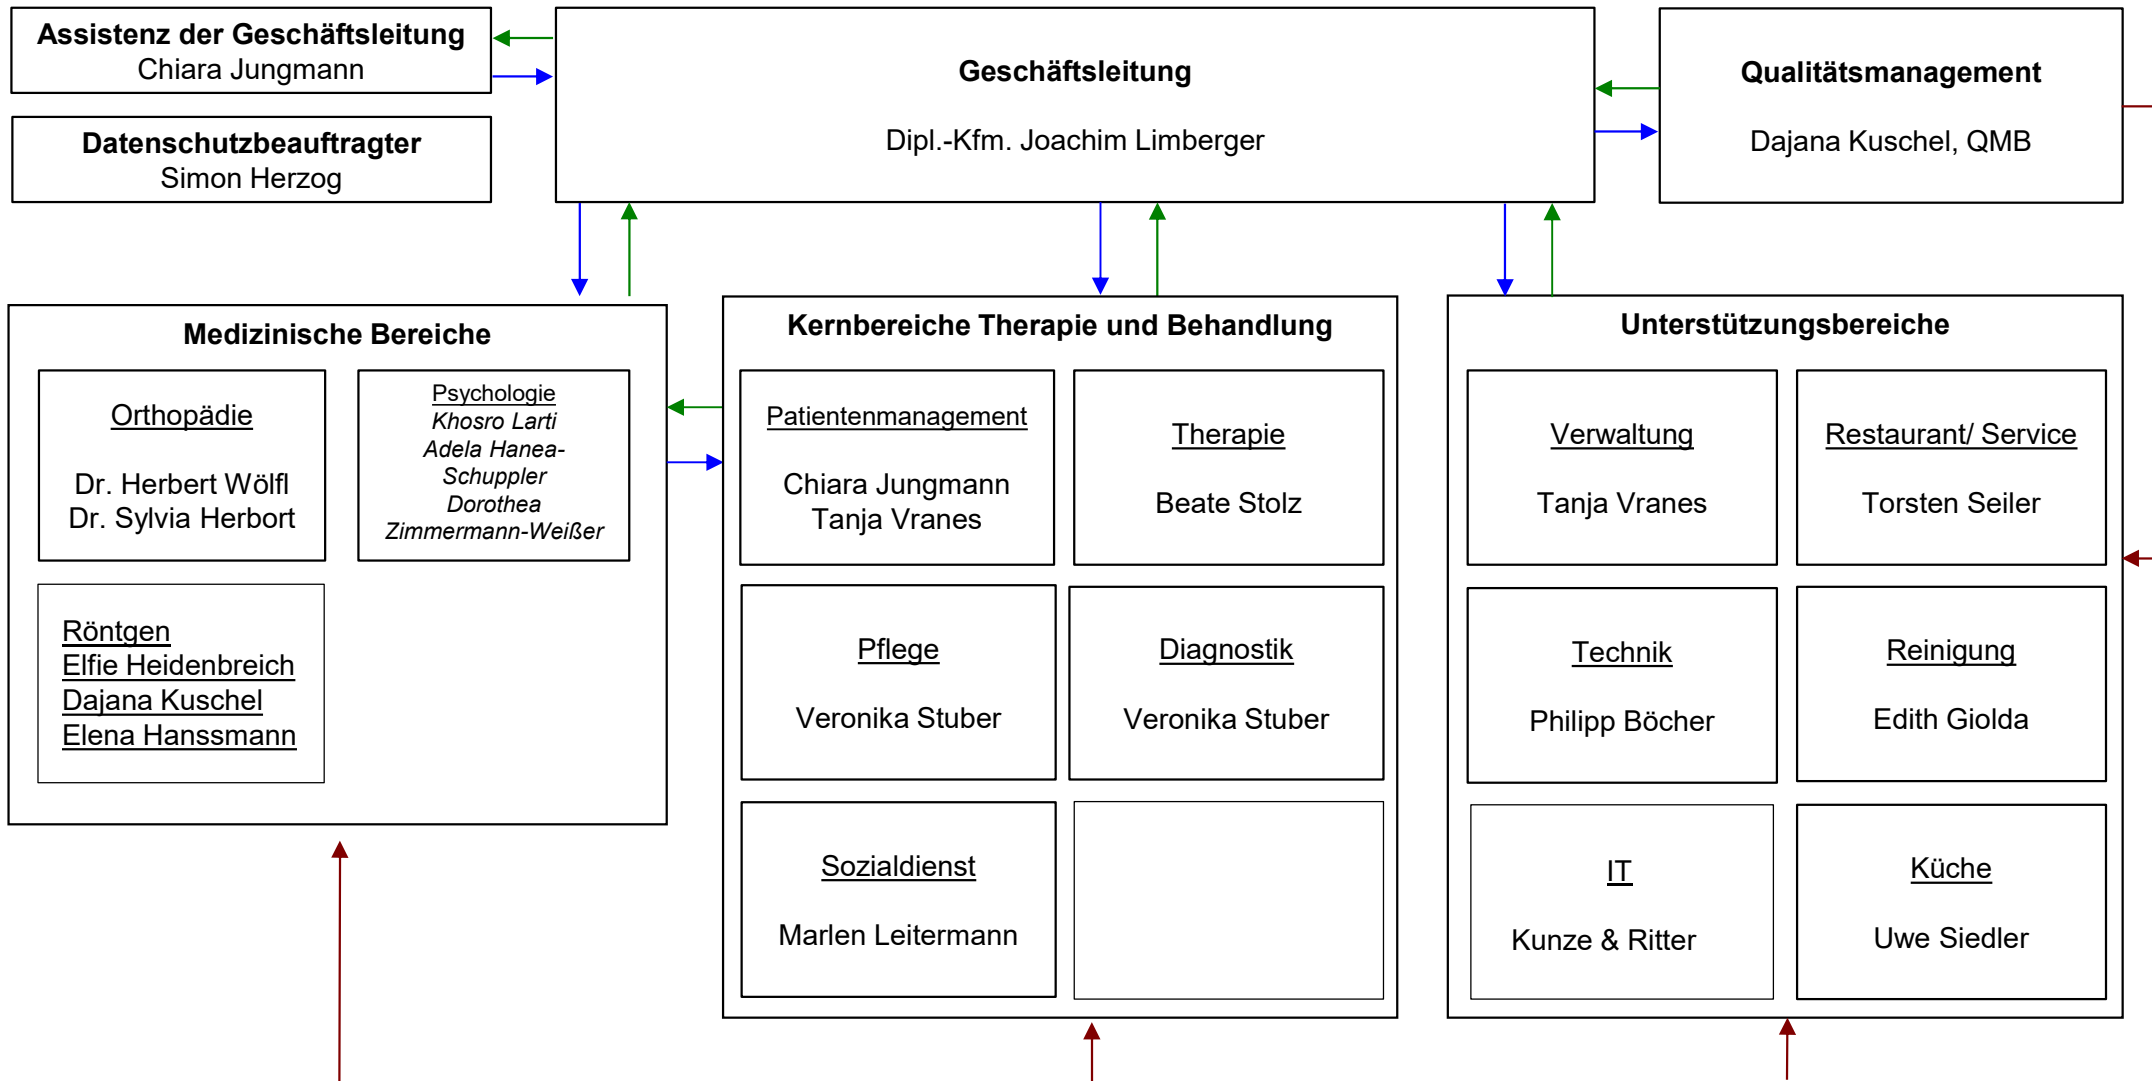 Assistenz der Geschäftsleitung
Chiara Jungmann
Datenschutzbeauftragter
Simon Herzog
Geschäftsleitung
Dipl.-Kfm. Joachim Limberger
Qualitätsmanagement
Dajana Kuschel, QMB
Medizinische Bereiche
Orthopädie
Dr. Herbert Wölfl
Dr. Sylvia Herbort
Psychologie
Khosro Larti
Adela Hanea-
Schuppler
Dorothea
Zimmermann-Weißer
Röntgen
Elfie Heidenbreich
Dajana Kuschel
Elena Hanssmann
Kernbereiche Therapie und Behandlung
Patientenmanagement
Chiara Jungmann
Tanja Vranes
Therapie
Beate Stolz
Pflege
Veronika Stuber
Diagnostik
Veronika Stuber
Sozialdienst
Marlen Leitermann
Unterstützungsbereiche
Verwaltung
Tanja Vranes
Restaurant/ Service
Torsten Seiler
Technik
Philipp Böcher
Reinigung
Edith Giolda
IT
Kunze & Ritter
Küche
Uwe Siedler